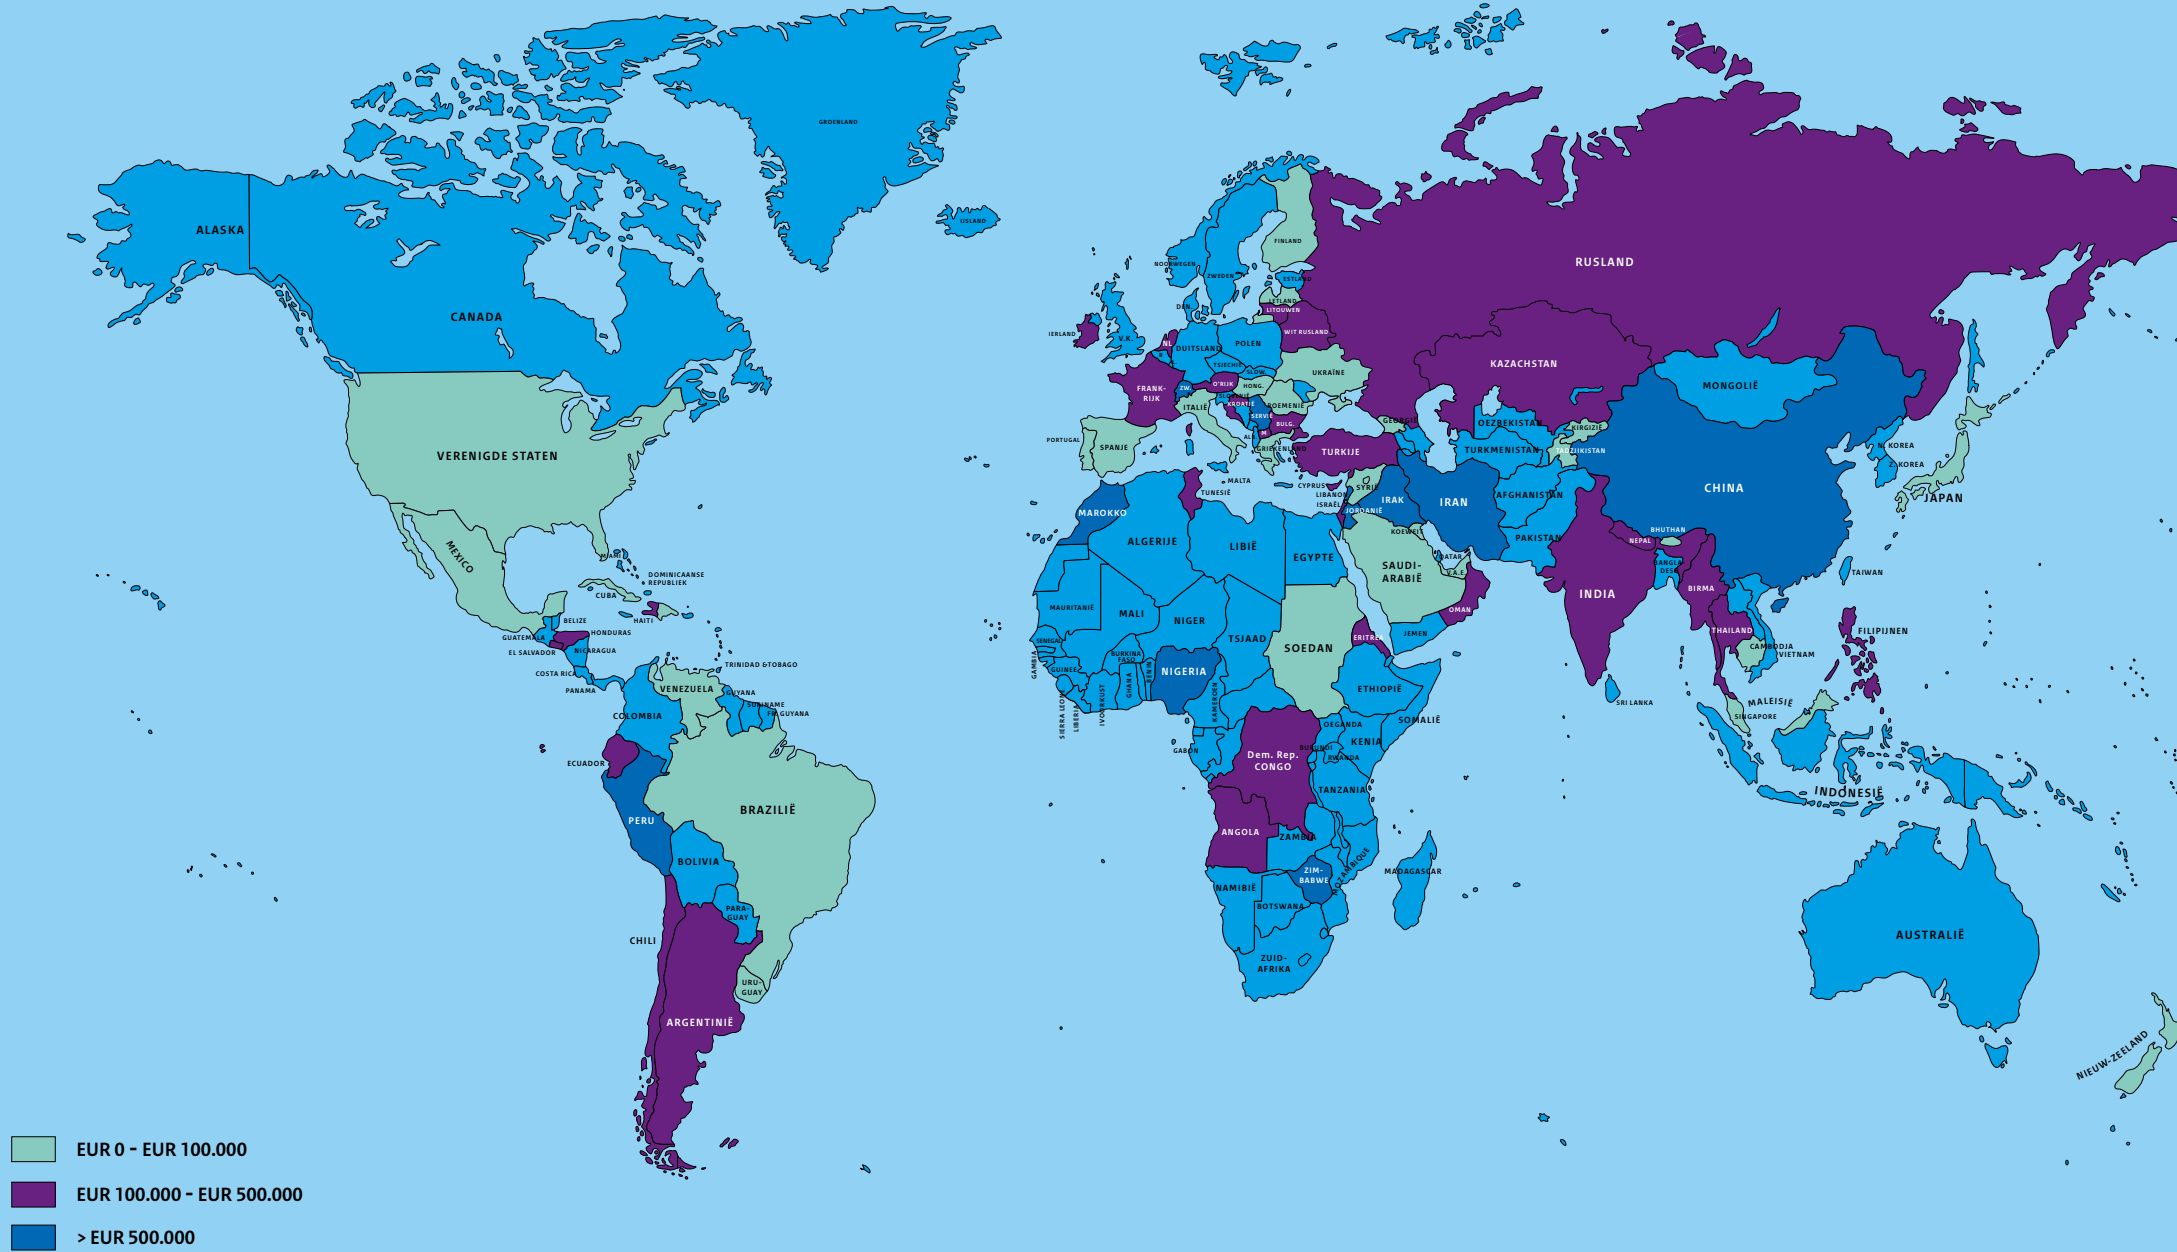 GROENLAND
IJSLAND
ALASKA
CANADA
VERENIGDE STATEN
MEXICO
MIAMI
CUBA
DOMINICAANSE
REPUBLIEK
HAITI
BELIZE
GUATEMALA
HONDURAS
EL SALVADOR
NICARAGUA
COSTA RICA
PANAMA
TRINIDAD &TOBAGO
VENEZUELA
GUYANA
SURINAME
FR. GUYANA
COLOMBIA
ECUADOR
PERU
BRAZILIË
BOLIVIA
PARA-
GUAY
CHILI
URU-
GUAY
ARGENTINIË
NOORWEGEN
ZWEDEN
FINLAND
ESTLAND
LETLAND
LITOUWEN
WIT RUSLAND
DEN.
IERLAND
V.K.
NL
B
DUITSLAND
POLEN
TSJECHIË
SLOW.
OEKRAÏNE
FRANK-
RIJK
ZW.
O'RIJK
HONG.
SLOVENIË
KROATIË
ROEMENIË
SERVIË
BULG.
M
ALB.
ITALIË
PORTUGAL
SPANJE
GRIEKENLAND
MALTA
CYPRUS
TURKIJE
GEORGIË
RUSLAND
KAZACHSTAN
MONGOLIË
OEZBEKISTAN
KIRGIZIË
TURKMENISTAN
TADZJIKISTAN
AFGHANISTAN
PAKISTAN
SYRIË
LIBANON
ISRAËL
JORDANIË
IRAK
IRAN
KOEWEIT
QATAR
V.A.E.
SAUDI-
ARABIË
OMAN
JEMEN
CHINA
N. KOREA
Z. KOREA
JAPAN
TAIWAN
BHUTHAN
NEPAL
BANGLA
DESH
INDIA
BIRMA
THAILAND
CAMBODJA
VIETNAM
FILIPIJNEN
SRI LANKA
MALEISIË
SINGAPORE
INDONESIË
AUSTRALIË
NIEUW-ZEELAND
MAROKKO
TUNESIË
ALGERIJE
LIBIË
EGYPTE
MAURITANIË
MALI
NIGER
TSJAAD
SOEDAN
ERITREA
SENEGAL
GAMBIA
GUINEE
SIERRA LEONE
LIBERIA
IVOORKUST
BURKINA
FASO
GHANA
BENIN
NIGERIA
KAMEROEN
GABON
ETHIOPIË
SOMALIË
OEGANDA
KENIA
BURUNDI
RWANDA
Dem. Rep.
CONGO
TANZANIA
ANGOLA
ZAMBIA
ZIM-
BABWE
MOZAMBIQUE
MADAGASCAR
NAMIBIË
BOTSWANA
ZUID-
AFRIKA
EUR 0 - EUR 100.000
EUR 100.000 - EUR 500.000
> EUR 500.000